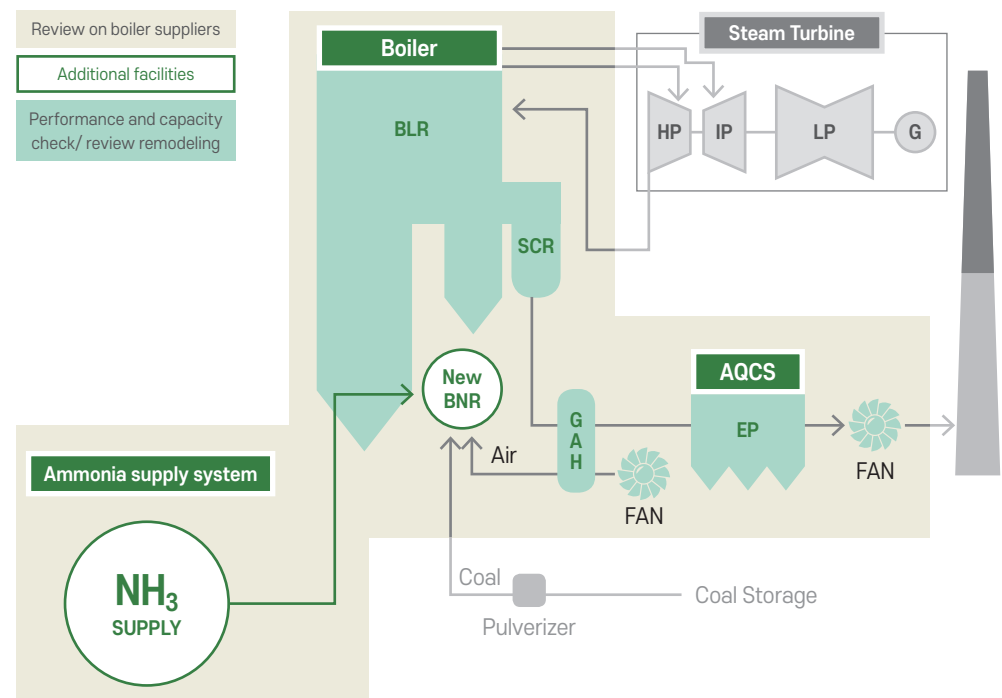 Review on boiler suppliers
Additional facilities
Performance and capacity
check/ review remodeling
Boiler
BLR
SCR
Steam Turbine
HP
IP
LP
G
New
BNR
Air
G
A
H
FAN
AQCS
EP
FAN
Ammonia supply system
NH₃
SUPPLY
Coal
Pulverizer
Coal Storage